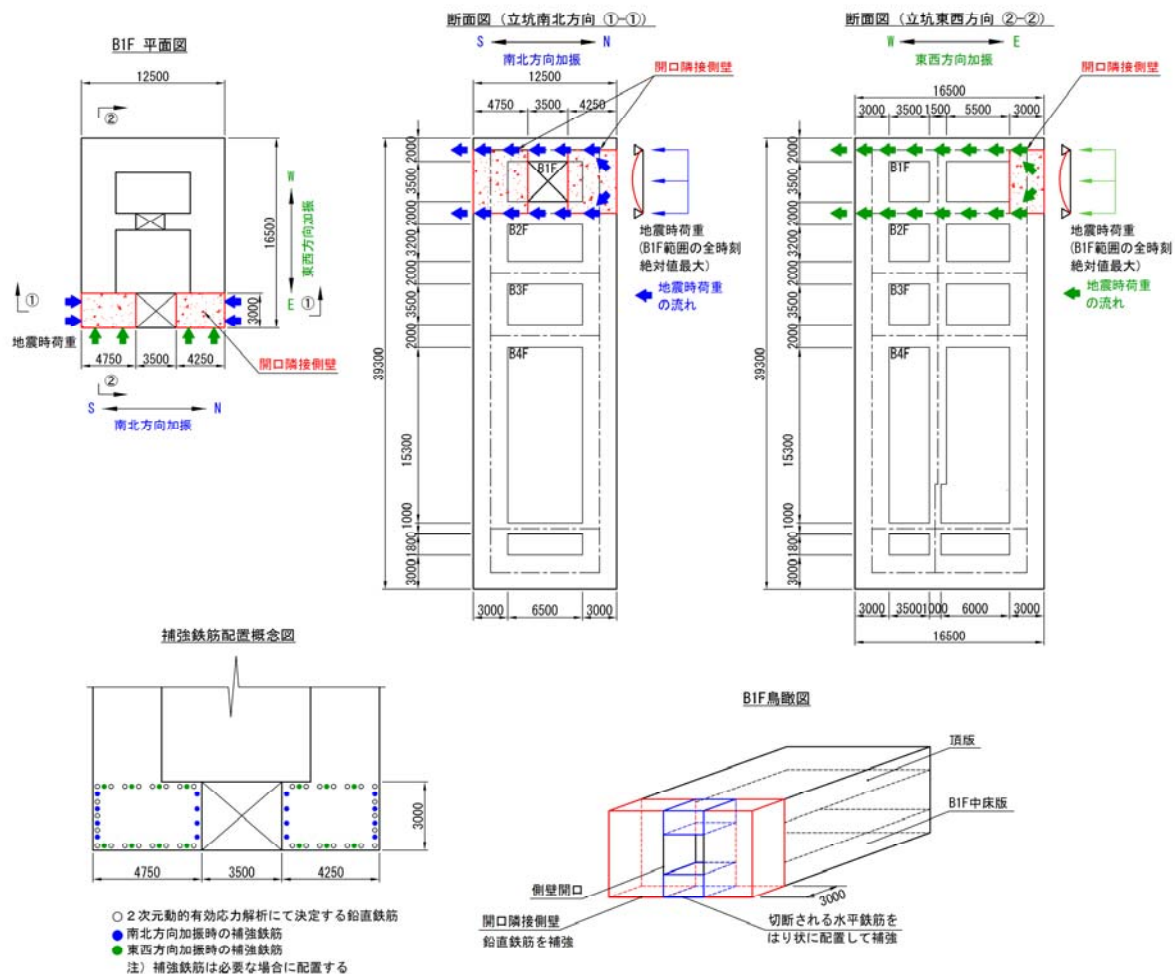 B1F 平面図
12500
②
W
東西方向加振
E
16500
3000
①
①
地震時荷重
4750
3500
4250
開口隣接側壁
②
S
N
南北方向加振
断面図 (立坑南北方向 ①-①)
S
N
南北方向加振
開口隣接側壁
12500
4750
3500
4250
2000
3500
2000
3200
2000
3500
2000
15300
1000
1800
3000
39300
B1F
B2F
B3F
B4F
地震時荷重
(B1F範囲の全時刻
絶対値最大)
地震時荷重
の流れ
3000
6500
3000
12500
断面図 (立坑東西方向 ②-②)
W
E
東西方向加振
開口隣接側壁
16500
3000
3500
1500
5500
3000
2000
3500
2000
3200
2000
3500
2000
15300
1000
1800
3000
39300
B1F
B2F
B3F
B4F
地震時荷重
(B1F範囲の全時刻
絶対値最大)
地震時荷重
の流れ
3000
3500
1000
6000
3000
16500
補強鉄筋配置概念図
3000
4750
3500
4250
○ 2次元動的有効応力解析にて決定する鉛直鉄筋
● 南北方向加振時の補強鉄筋
● 東西方向加振時の補強鉄筋
注) 補強鉄筋は必要な場合に配置する
B1F鳥瞰図
頂版
B1F中床版
3000
側壁開口
開口隣接側壁
鉛直鉄筋を補強
切断される水平鉄筋を
はり状に配置して補強